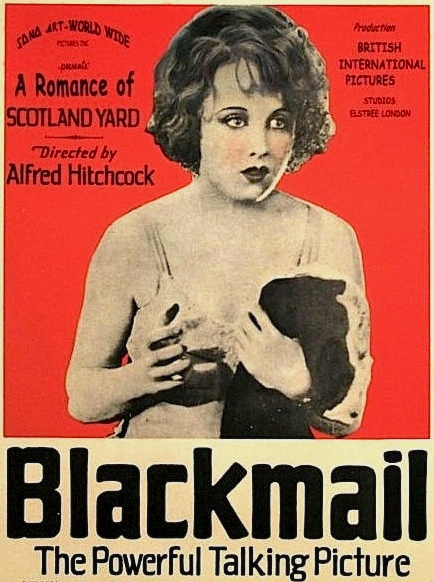 SONO ART-WORLD WIDE
PICTURES INC
presents
A Romance of
SCOTLAND YARD
Directed by
Alfred Hitchcock
Production
BRITISH
INTERNATIONAL
PICTURES
STUDIOS
ELSTREE LONDON
Blackmail
The Powerful Talking Picture